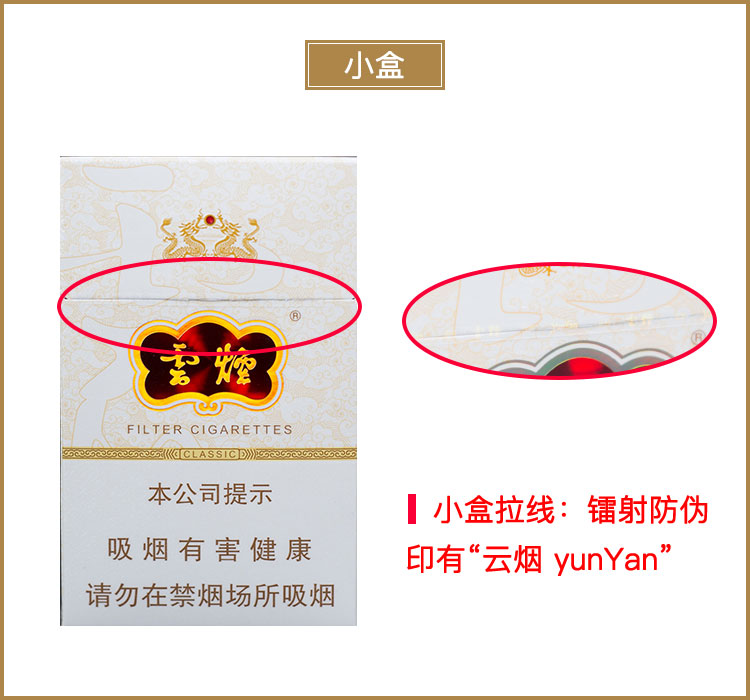 小盒
®
雲煙
FILTER CIGARETTES
CLASSIC
本公司提示
吸烟有害健康
请勿在禁烟场所吸烟
®
小盒拉线：镭射防伪
印有“云烟 yunYan”